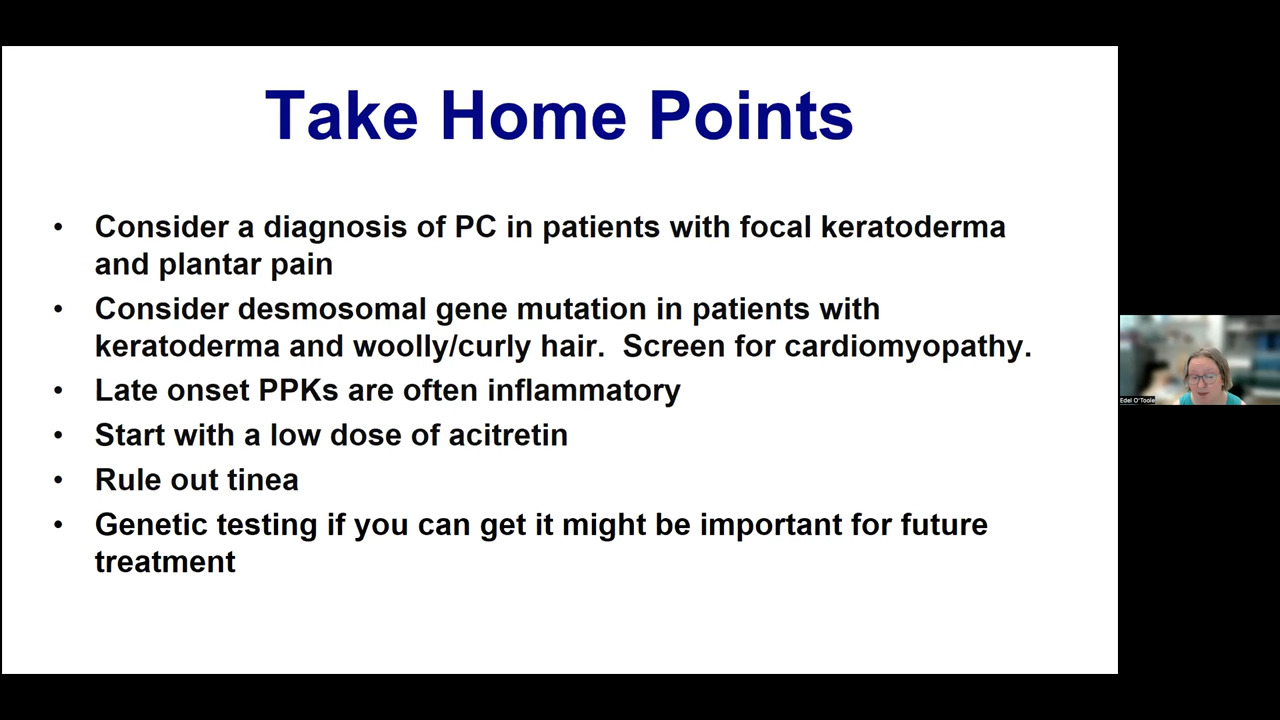 Take Home Points
• Consider a diagnosis of PC in patients with focal keratoderma
and plantar pain
• Consider desmosomal gene mutation in patients with
keratoderma and woolly/curly hair.  Screen for cardiomyopathy.
• Late onset PPKs are often inflammatory
• Start with a low dose of acitretin
• Rule out tinea
• Genetic testing if you can get it might be important for future
treatment
Edel O'Toole